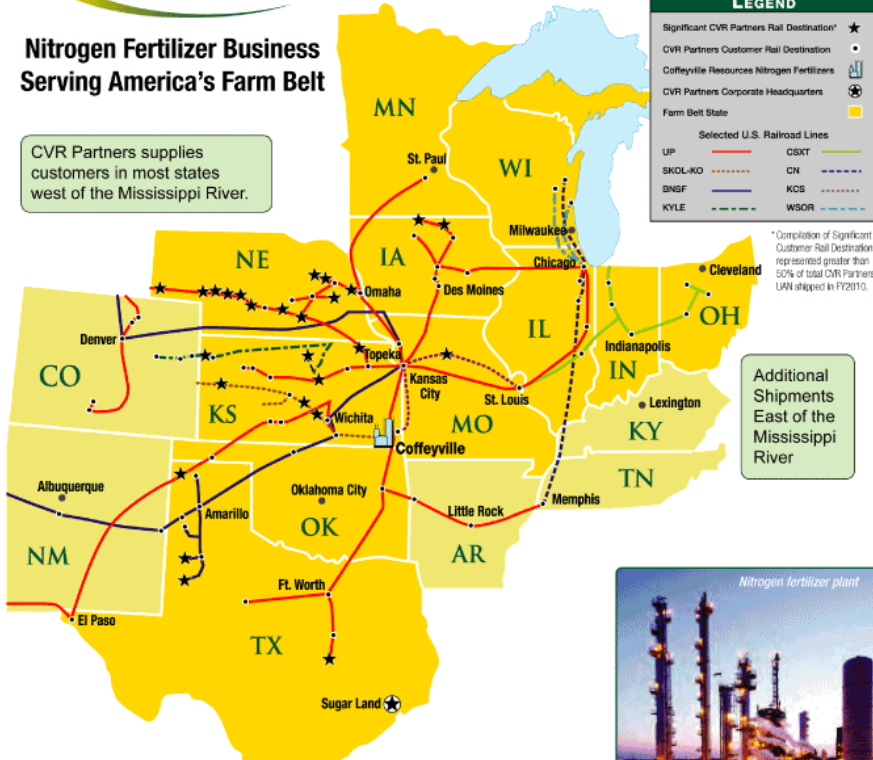 LEGEND
Significant CVR Partners Rail Destination*
CVR Partners Customer Rail Destination
Coffeyville Resources Nitrogen Fertilizers
CVR Partners Corporate Headquarters
Farm Belt State
Selected U.S. Railroad Lines
UP
CSXT
SKOL-KO
CN
BNSF
KCS
KYLE
WSOR
* Compilation of Significant
Customer Rail Destination
represented greater than
50% of total CVR Partners
UAN shipped in FY2010.
Nitrogen Fertilizer Business
Serving America's Farm Belt
CVR Partners supplies
customers in most states
west of the Mississippi River.
MN
St. Paul
WI
Milwaukee
NE
IA
Chicago
Cleveland
Omaha
Des Moines
OH
IL
Denver
Topeka
Indianapolis
CO
Kansas
City
IN
St. Louis
KS
Lexington
Wichita
MO
KY
Coffeyville
TN
Albuquerque
Oklahoma City
Memphis
Amarillo
Little Rock
OK
NM
AR
Ft. Worth
El Paso
TX
Sugar Land
Additional
Shipments
East of the
Mississippi
River
Nitrogen fertilizer plant